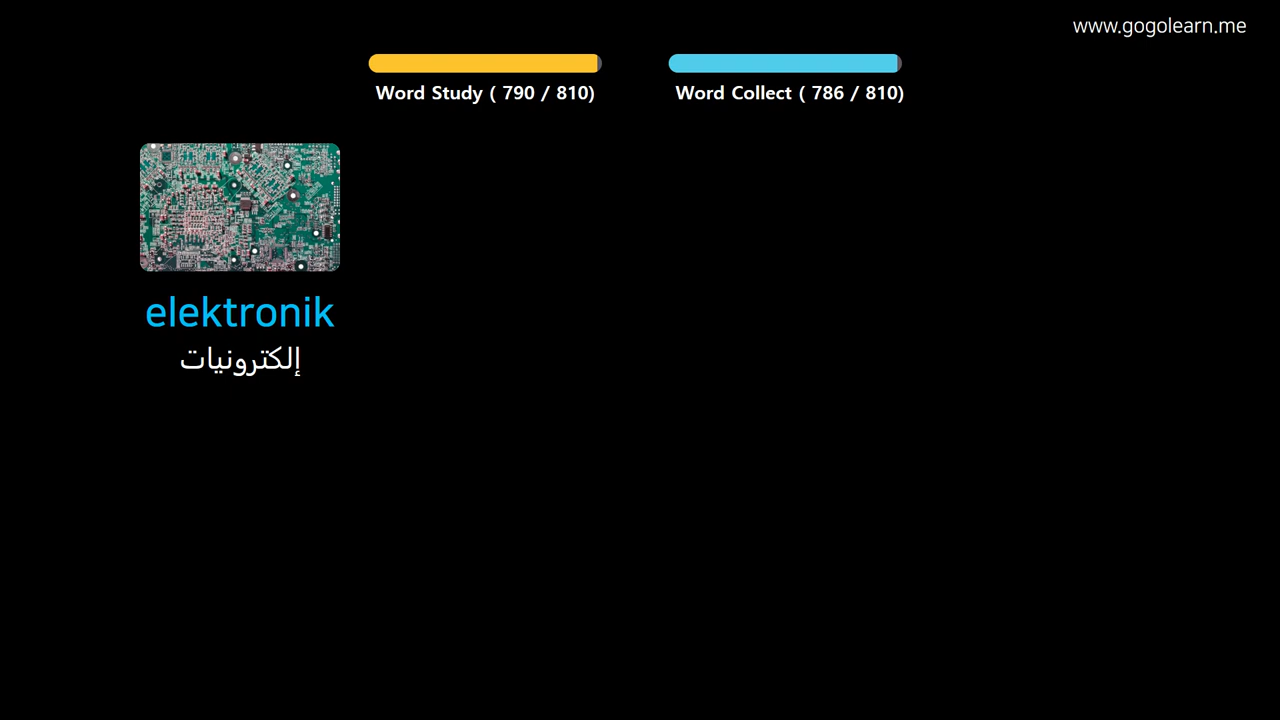 www.gogolearn.me
Word Study ( 790 / 810)
Word Collect ( 786 / 810)
elektronik
إلكترونيات